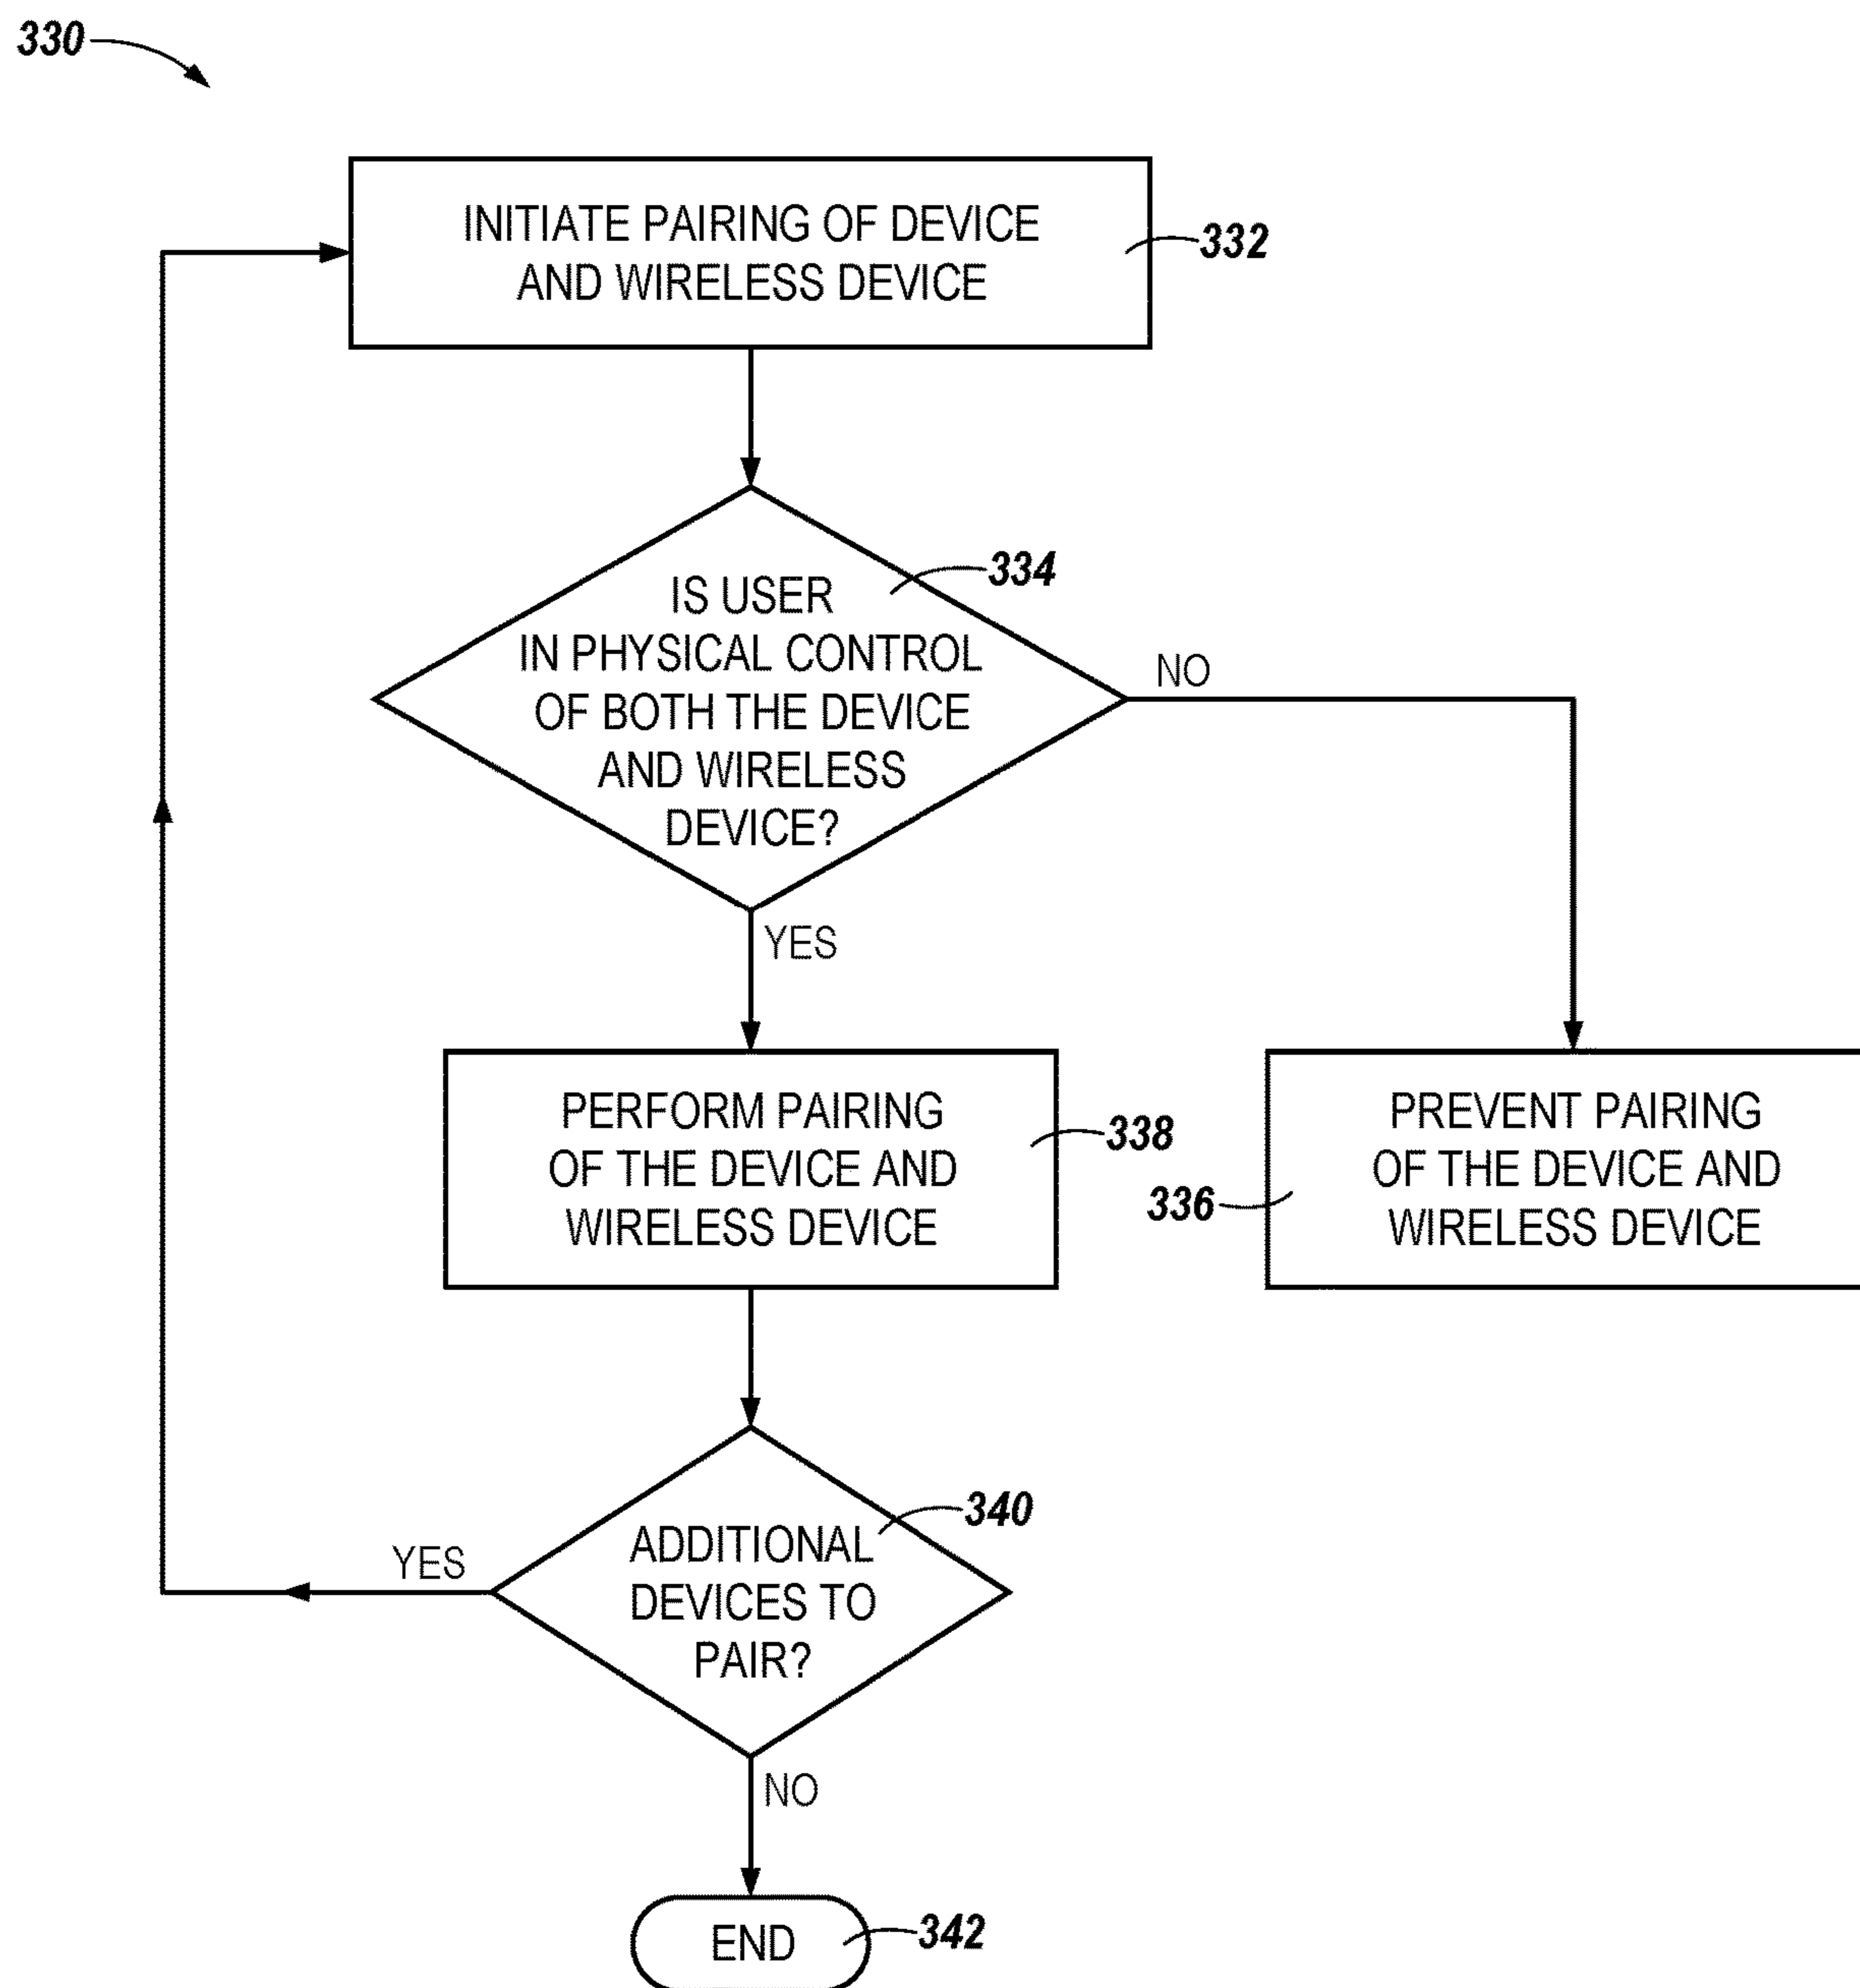 330
INITIATE PAIRING OF DEVICE
AND WIRELESS DEVICE
332
334
IS USER
IN PHYSICAL CONTROL
OF BOTH THE DEVICE
AND WIRELESS
DEVICE?
NO
YES
PERFORM PAIRING
OF THE DEVICE AND
WIRELESS DEVICE
338
PREVENT PAIRING
OF THE DEVICE AND
WIRELESS DEVICE
336
340
ADDITIONAL
DEVICES TO
PAIR?
YES
NO
END
342